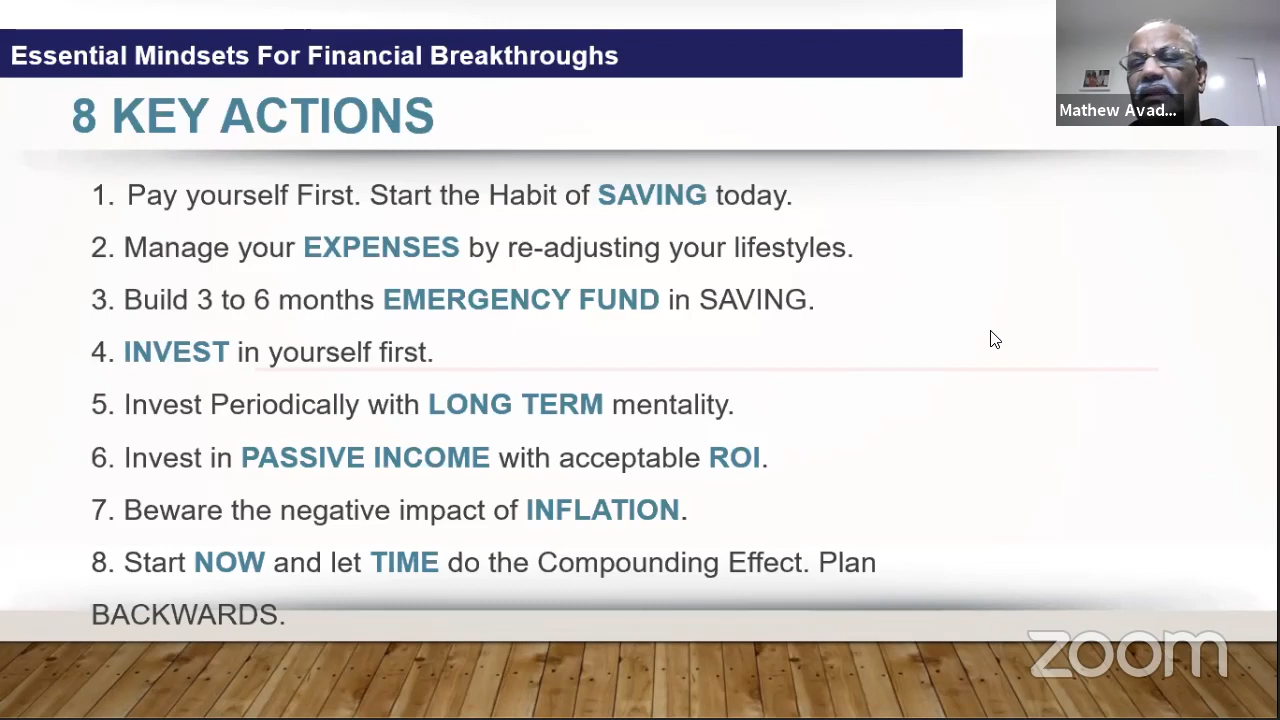 Essential Mindsets For Financial Breakthroughs
8 KEY ACTIONS
Mathew Avad...
1. Pay yourself First. Start the Habit of SAVING today.
2. Manage your EXPENSES by re-adjusting your lifestyles.
3. Build 3 to 6 months EMERGENCY FUND in SAVING.
4. INVEST in yourself first.
5. Invest Periodically with LONG TERM mentality.
6. Invest in PASSIVE INCOME with acceptable ROI.
7. Beware the negative impact of INFLATION.
8. Start NOW and let TIME do the Compounding Effect. Plan
BACKWARDS.
zoom